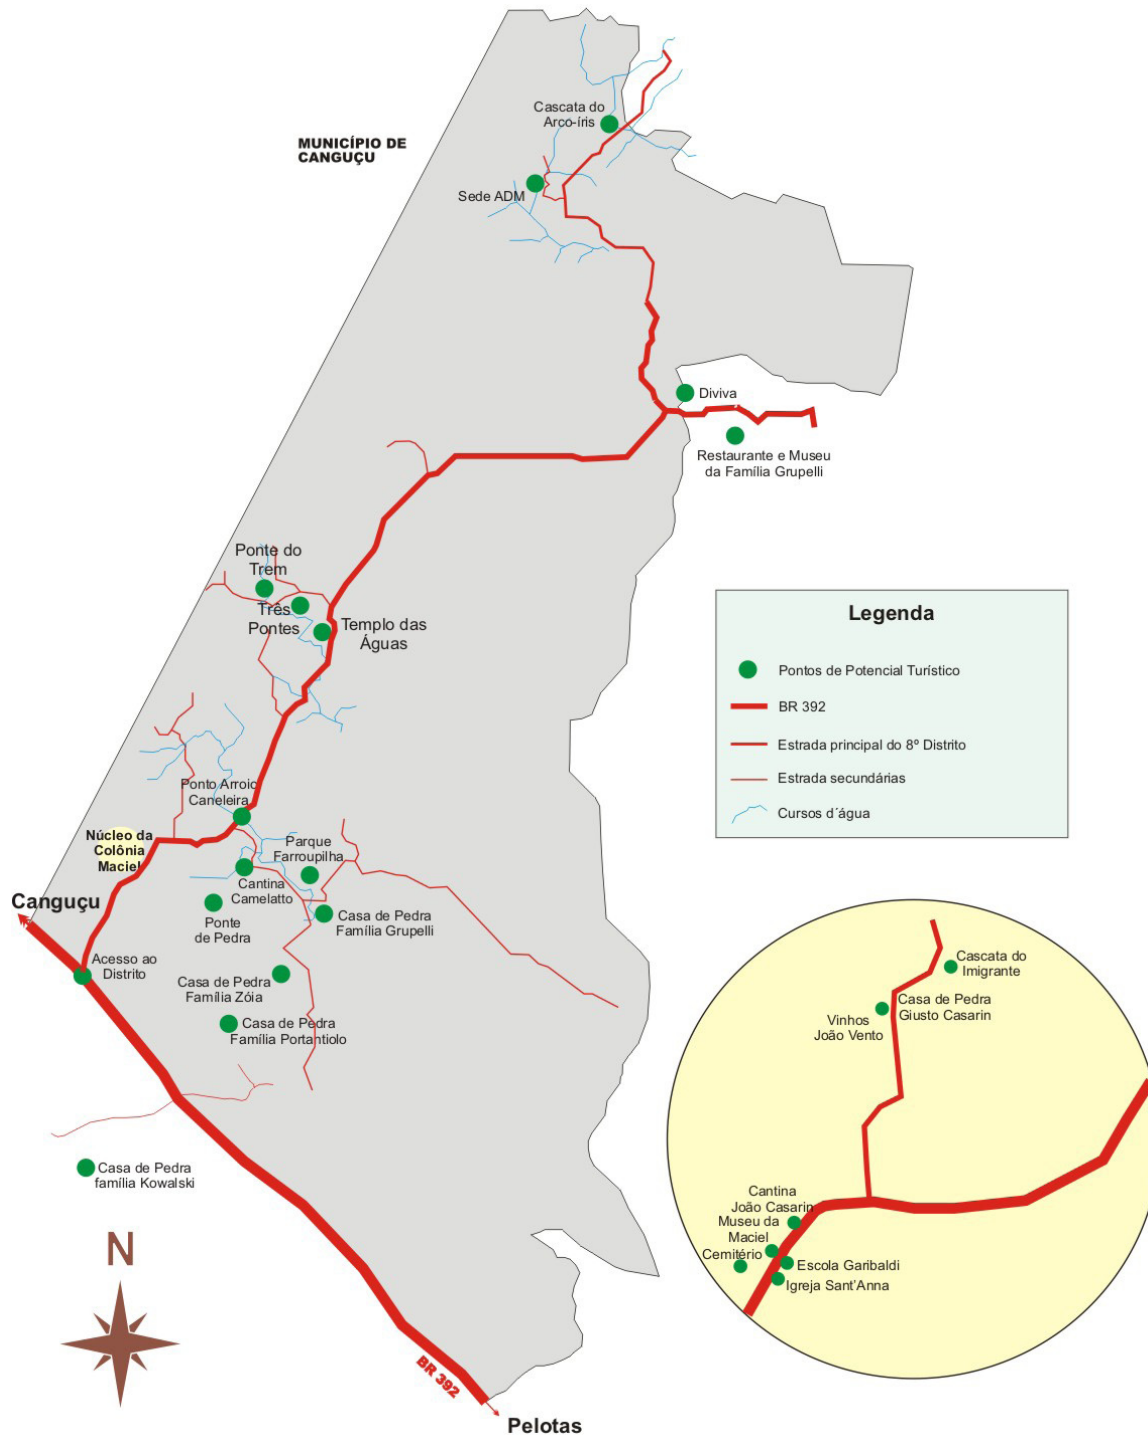 Cascata do
Arco-íris
MUNICÍPIO DE
CANGUÇU
Sede ADM
Diviva
Restaurante e Museu
da Família Grupelli
Ponte do
Trem
Três
Pontes
Templo das
Águas
Legenda
Pontos de Potencial Turístico
BR 392
Estrada principal do 8º Distrito
Estrada secundárias
Cursos d´água
Ponto Arroio
Caneleira
Núcleo da
Colônia
Maciel
Parque
Farroupilha
Cantina
Camelatto
Canguçu
Ponte
de Pedra
Casa de Pedra
Família Grupelli
Acesso ao
Distrito
Casa de Pedra
Família Zóia
Casa de Pedra
Família Portantiolo
Casa de Pedra
família Kowalski
Cascata do
Imigrante
Casa de Pedra
Giusto Casarin
Vinhos
João Vento
Cantina
João Casarin
Museu da
Maciel
Cemitério
Escola Garibaldi
Igreja Sant'Anna
N
BR 392
Pelotas